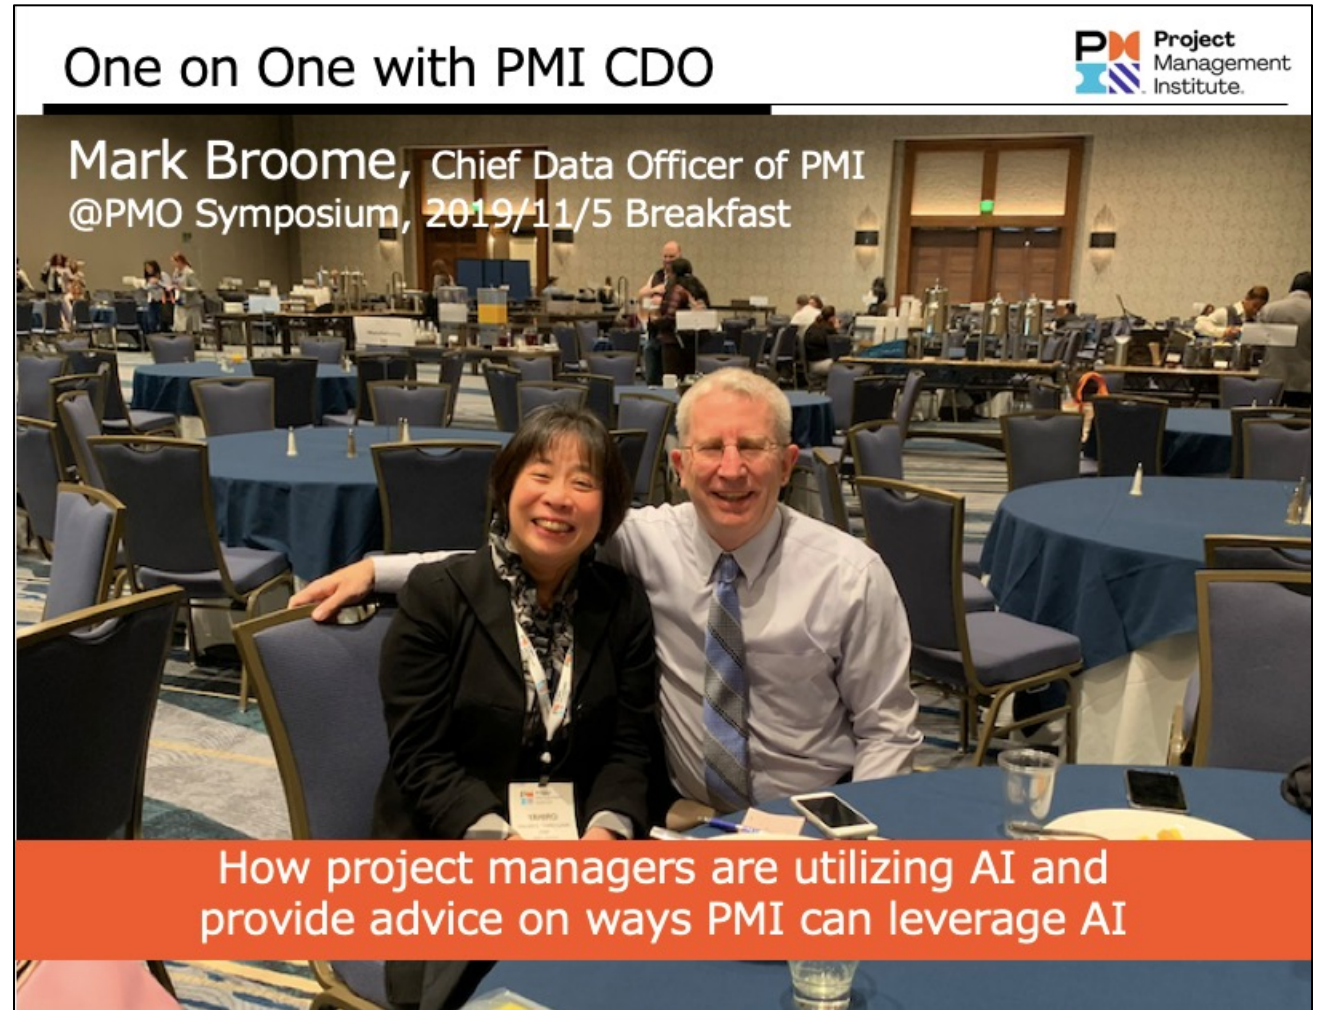 One on One with PMI CDO
Project
Management
Institute.
Mark Broome, Chief Data Officer of PMI
@PMO Symposium, 2019/11/5 Breakfast
How project managers are utilizing AI and
provide advice on ways PMI can leverage AI